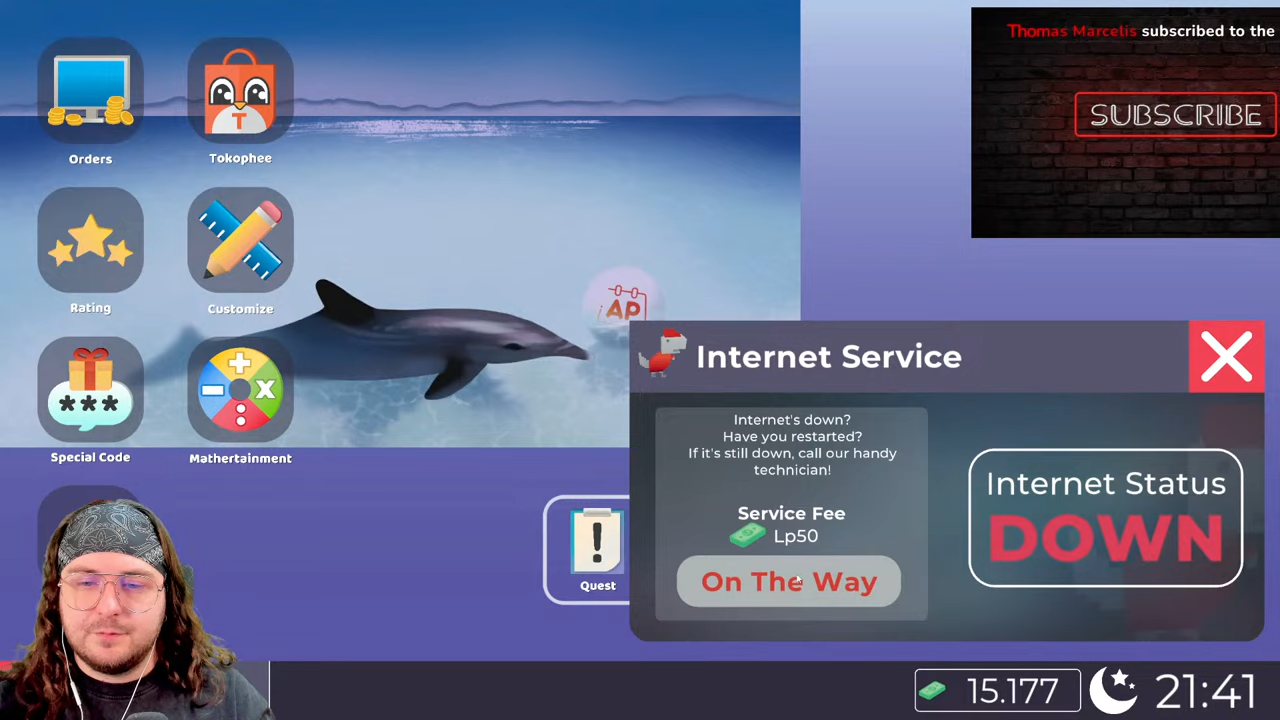 Thomas Marcelis subscribed to the
SUBSCRIBE
Orders
T
Tokophee
Rating
Customize
***
Special Code
Mathertainment
AP
Quest
!
Internet Service
Internet's down?
Have you restarted?
If it's still down, call our handy
technician!
Service Fee
Lp50
On The Way
Internet Status
DOWN
15.177
21:41